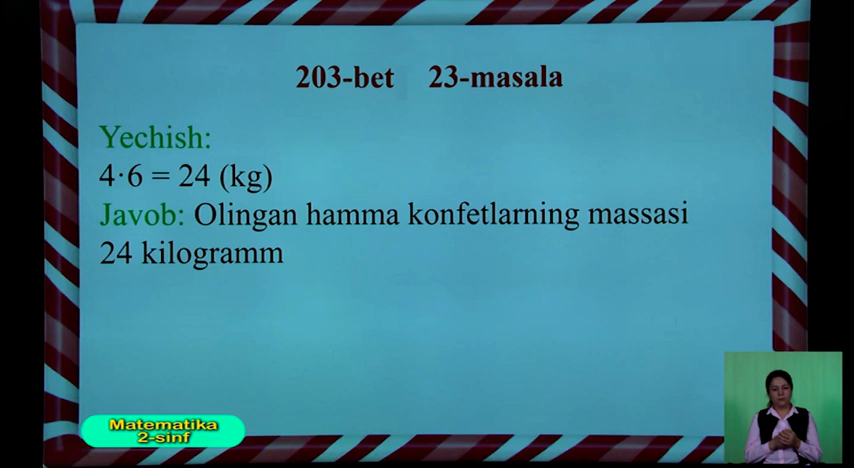 203-bet 23-masala
Yechish:
4·6 = 24 (kg)
Javob: Olingan hamma konfetlarning massasi
24 kilogramm
Matematika
2-sinf